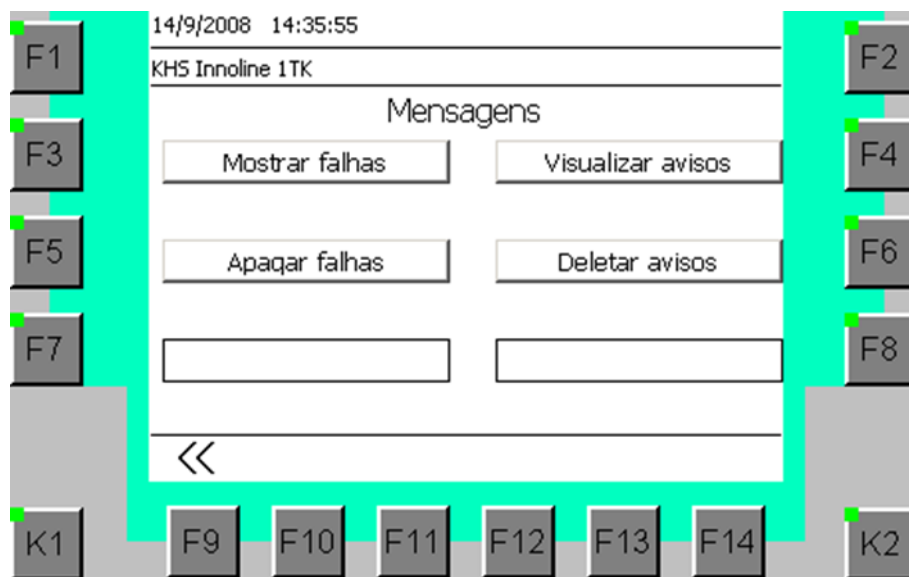 14/9/2008 14:35:55
F1
F2
KHS Innoline 1TK
Mensagens
F3
Mostrar falhas
Visualizar avisos
F4
F5
Apagar falhas
Deletar avisos
F6
F7
F8
<<
K1
F9
F10
F11
F12
F13
F14
K2